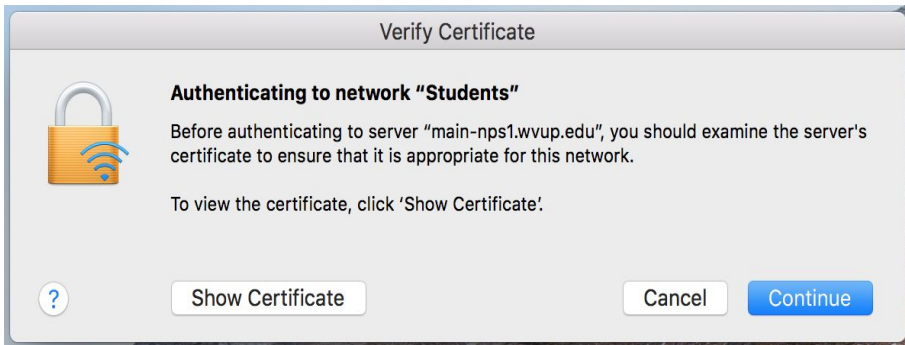 Verify Certificate
Authenticating to network “Students”
Before authenticating to server “main-nps1.wvup.edu”, you should examine the server's
certificate to ensure that it is appropriate for this network.
To view the certificate, click ‘Show Certificate’.
?
Show Certificate
Cancel
Continue